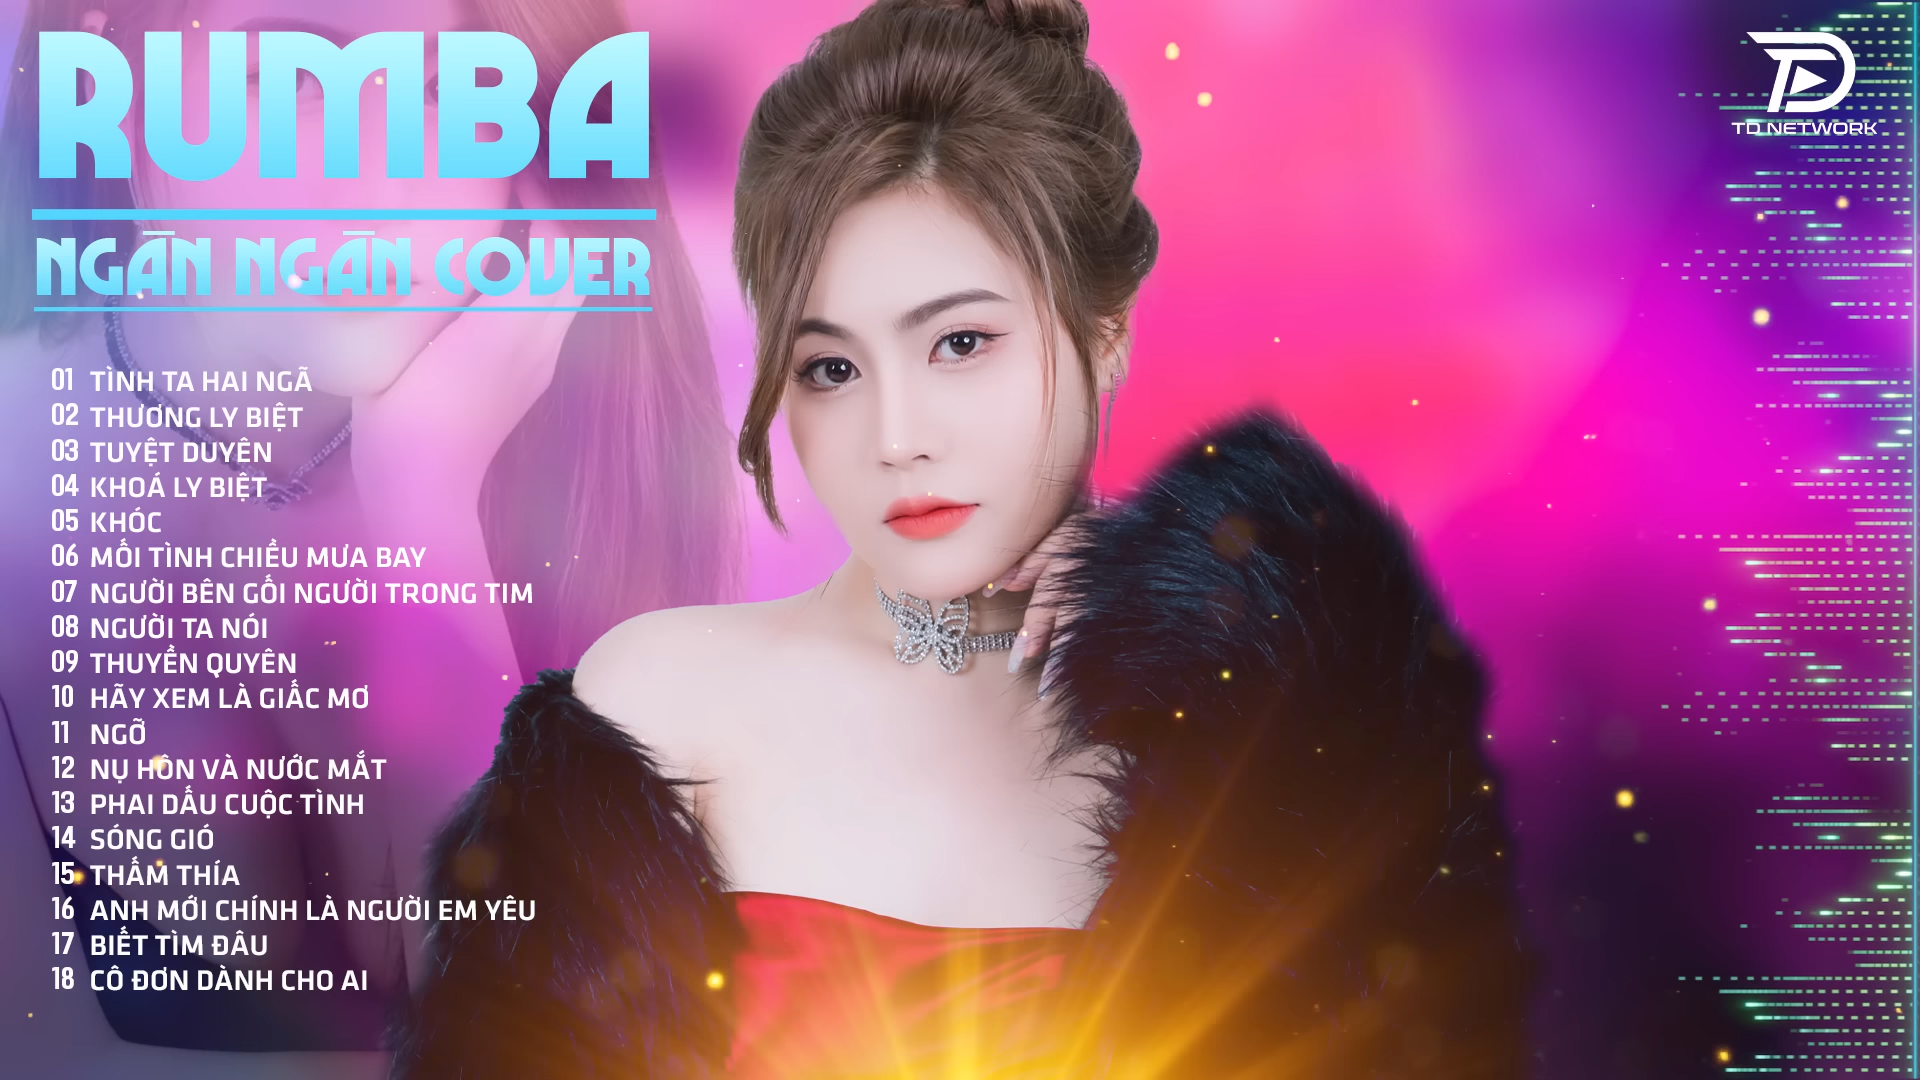 RUMBA
NGÂN NGÂN COVER
TD NETWORK
01 TÌNH TA HAI NGÃ
02 THƯƠNG LY BIỆT
03 TUYỆT DUYÊN
04 KHOÁ LY BIỆT
05 KHÓC
06 MỐI TÌNH CHIỀU MƯA BAY
07 NGƯỜI BÊN GỐI NGƯỜI TRONG TIM
08 NGƯỜI TA NÓI
09 THUYỀN QUYÊN
10 HÃY XEM LÀ GIẤC MƠ
11 NGỠ
12 NỤ HÔN VÀ NƯỚC MẮT
13 PHAI DẤU CUỘC TÌNH
14 SÓNG GIÓ
15 THẤM THÍA
16 ANH MỚI CHÍNH LÀ NGƯỜI EM YÊU
17 BIẾT TÌM ĐÂU
18 CÔ ĐƠN DÀNH CHO AI